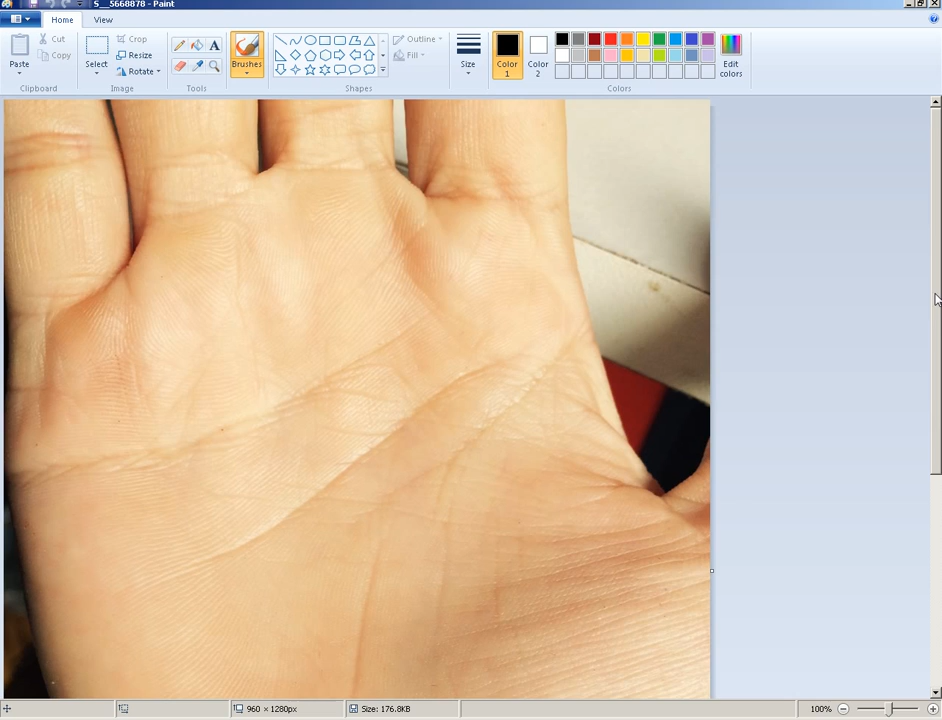 S__5668878 - Paint
Home View
Paste
Cut
Copy
Clipboard
Select
Crop
Resize
Rotate
Image
A
Tools
Brushes
Outline
Fill
Shapes
Size
Color
1
Color
2
Edit
colors
Colors
960 × 1280px
Size: 176.8KB
100%